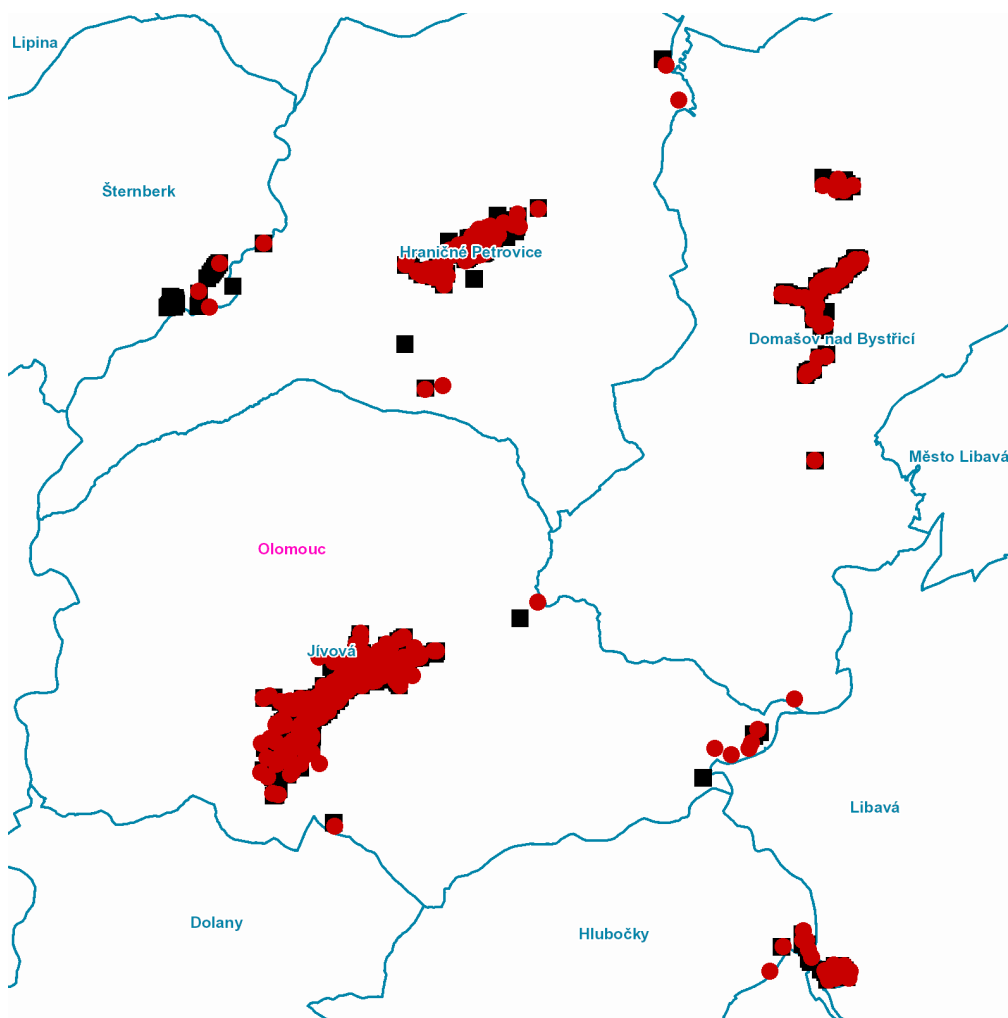 Lipina
Šternberk
Hraničné Petrovice
Domašov nad Bystřicí
Město Libavá
Olomouc
Jívová
Libavá
Dolany
Hlubočky